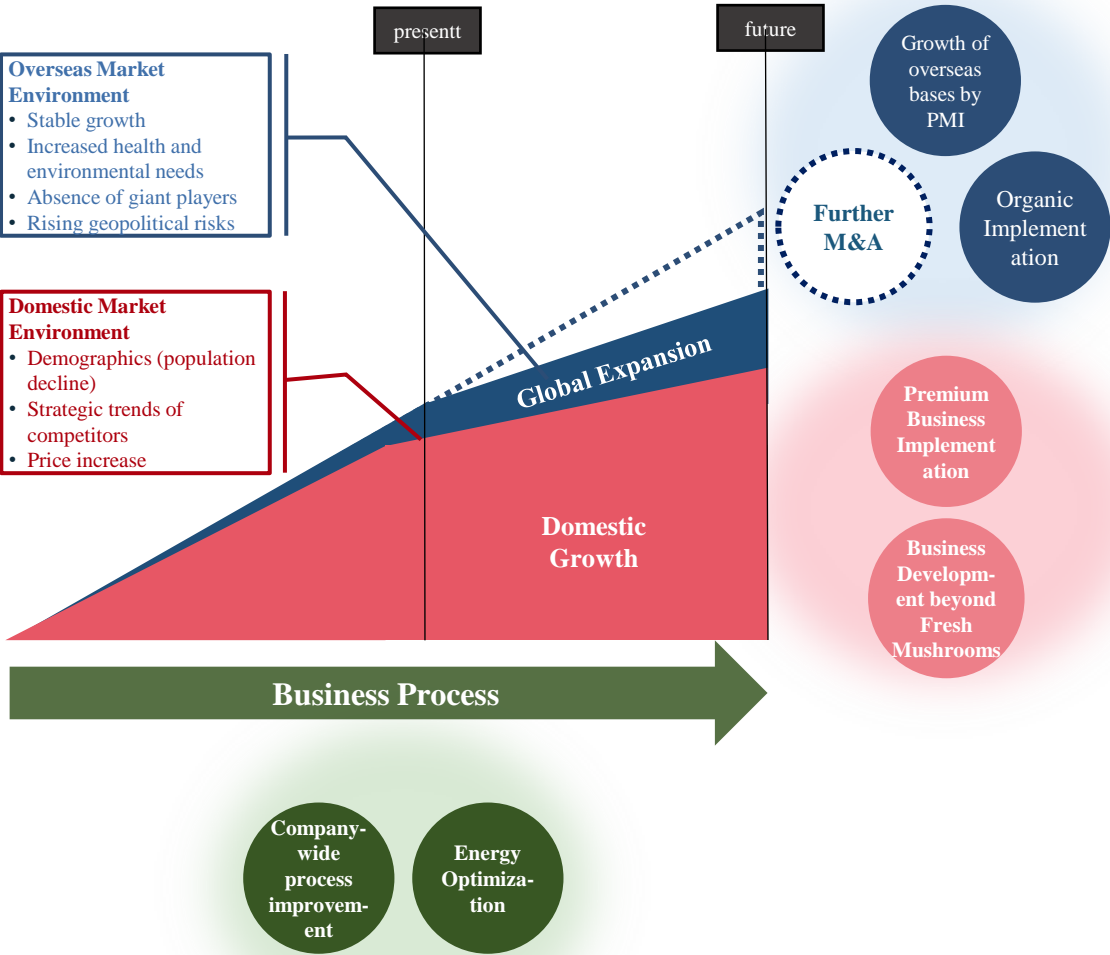 presentt
future
Overseas Market
Environment
• Stable growth
• Increased health and
environmental needs
• Absence of giant players
• Rising geopolitical risks
Domestic Market
Environment
• Demographics (population
decline)
• Strategic trends of
competitors
• Price increase
Growth of
overseas
bases by
PMI
Further
M&A
Organic
Implement
ation
Global Expansion
Domestic
Growth
Premium
Business
Implement
ation
Business
Developm-
ent beyond
Fresh
Mushrooms
Business Process
Company-
wide
process
improvem-
ent
Energy
Optimiza-
tion